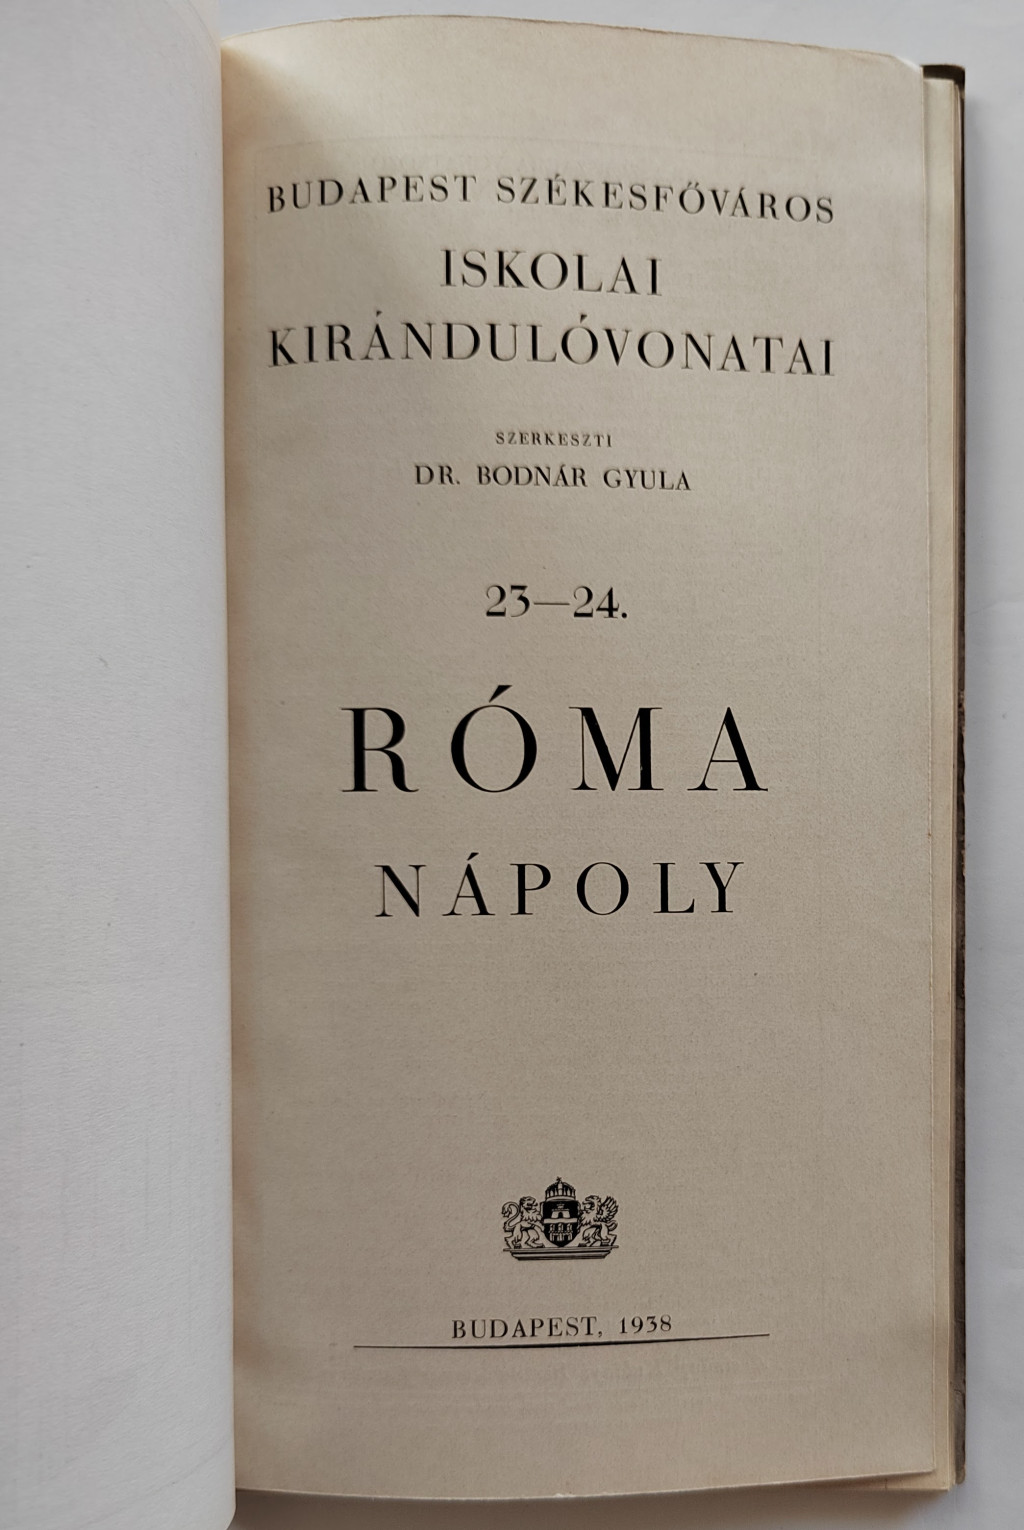 BUDAPEST SZÉKESFŐVÁROS
ISKOLAI
KIRÁNDULÓVONATAI
SZERKESZTI
DR. BODNÁR GYULA
23—24.
RÓMA
NÁPOLY
BUDAPEST, 1938